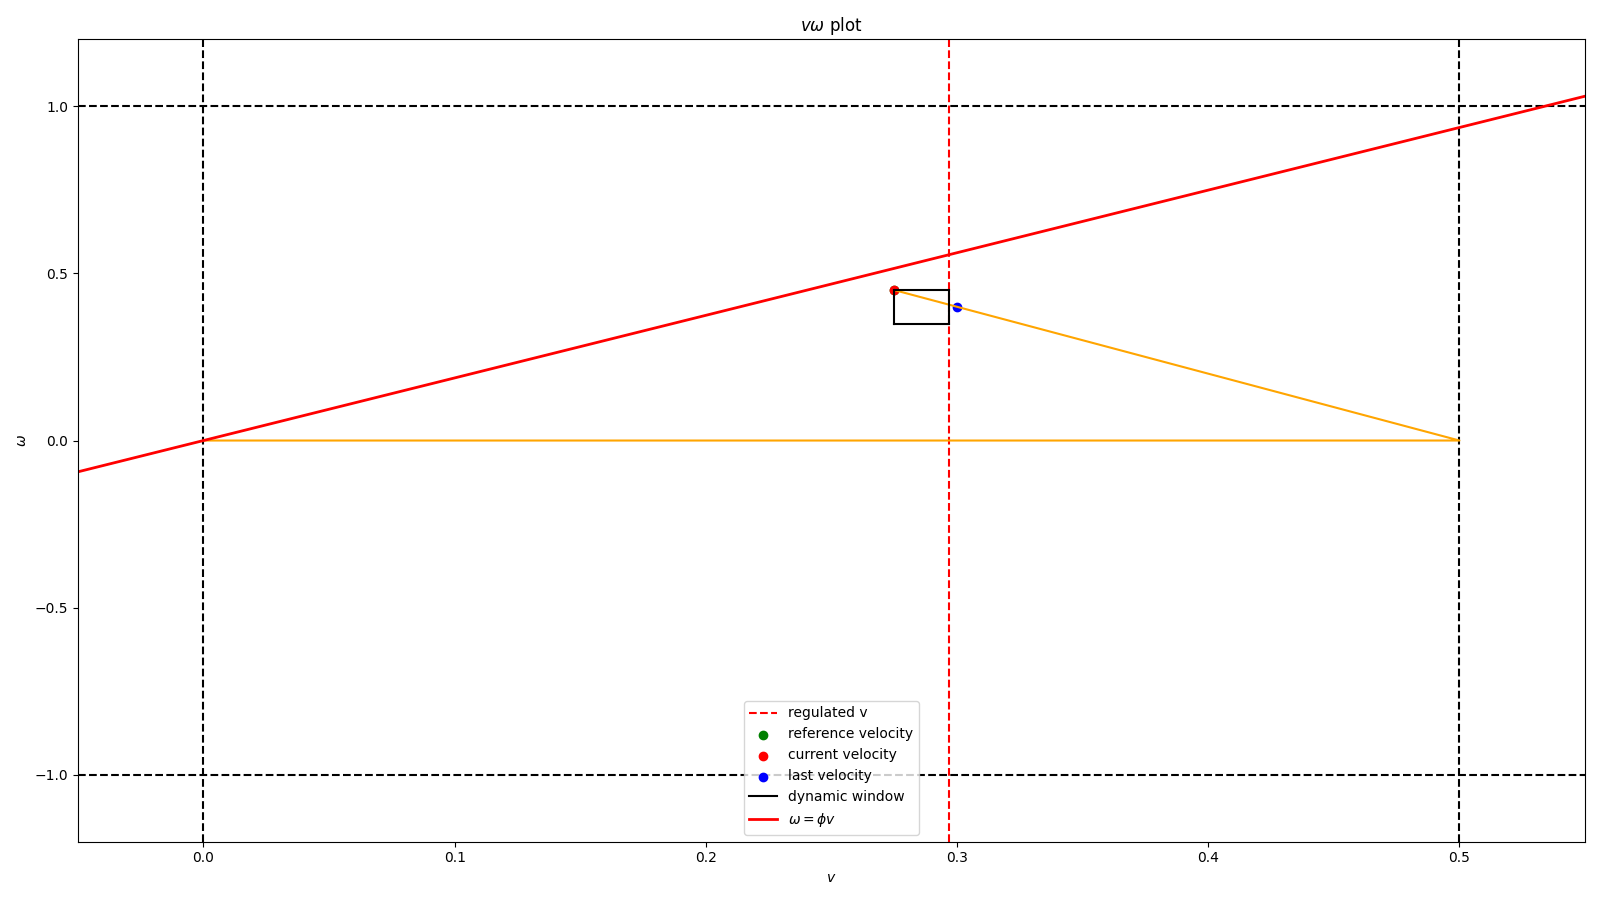 vω plot
1.0
0.5
0.0
−0.5
−1.0
ω
regulated v
reference velocity
current velocity
last velocity
dynamic window
ω = ϕv
0.0 0.1 0.2 0.3 0.4 0.5
v